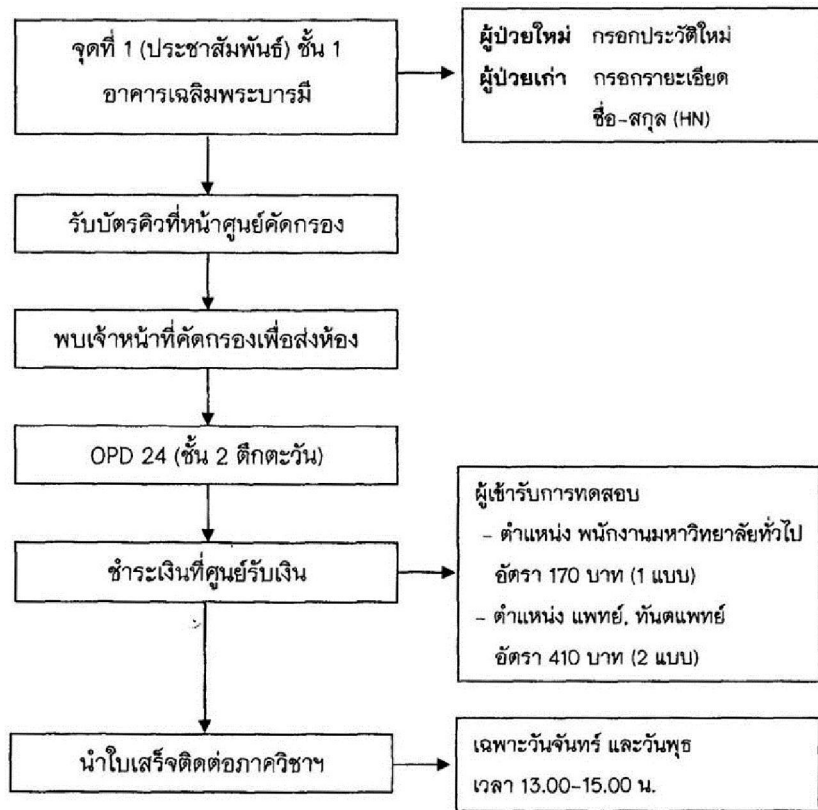 จุดที่ 1 (ประชาสัมพันธ์) ชั้น 1
อาคารเฉลิมพระบารมี
ผู้ป่วยใหม่ กรอกประวัติใหม่
ผู้ป่วยเก่า กรอกรายะเอียด
ชื่อ-สกุล (HN)
รับบัตรคิวที่หน้าศูนย์คัดกรอง
พบเจ้าหน้าที่คัดกรองเพื่อส่งห้อง
OPD 24 (ชั้น 2 ตึกตะวัน)
ชำระเงินที่ศูนย์รับเงิน
ผู้เข้ารับการทดสอบ
- ตำแหน่ง พนักงานมหาวิทยาลัยทั่วไป
อัตรา 170 บาท (1 แบบ)
- ตำแหน่ง แพทย์, ทันตแพทย์
อัตรา 410 บาท (2 แบบ)
นำใบเสร็จติดต่อภาควิชาฯ
เฉพาะวันจันทร์ และวันพุธ
เวลา 13.00-15.00 น.